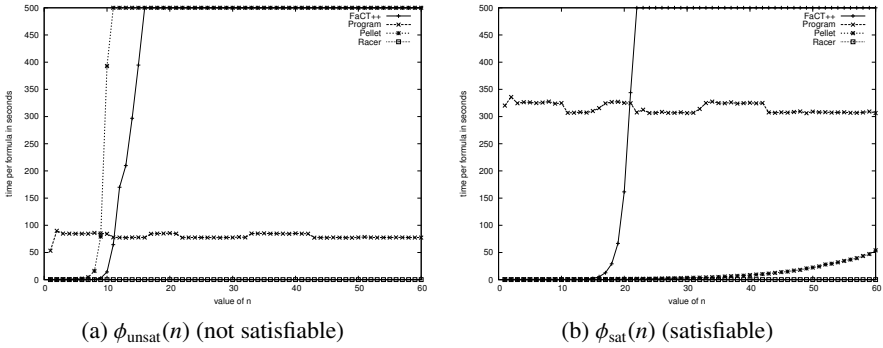 500
450
400
350
300
250
200
150
100
50
0
time per formula in seconds
0 10 20 30 40 50 60
value of n
FaCT++
Program
Pellet
Racer
(a) ϕunsat(n) (not satisfiable)
500
450
400
350
300
250
200
150
100
50
0
time per formula in seconds
0 10 20 30 40 50 60
value of n
FaCT++
Program
Pellet
Racer
(b) ϕsat(n) (satisfiable)